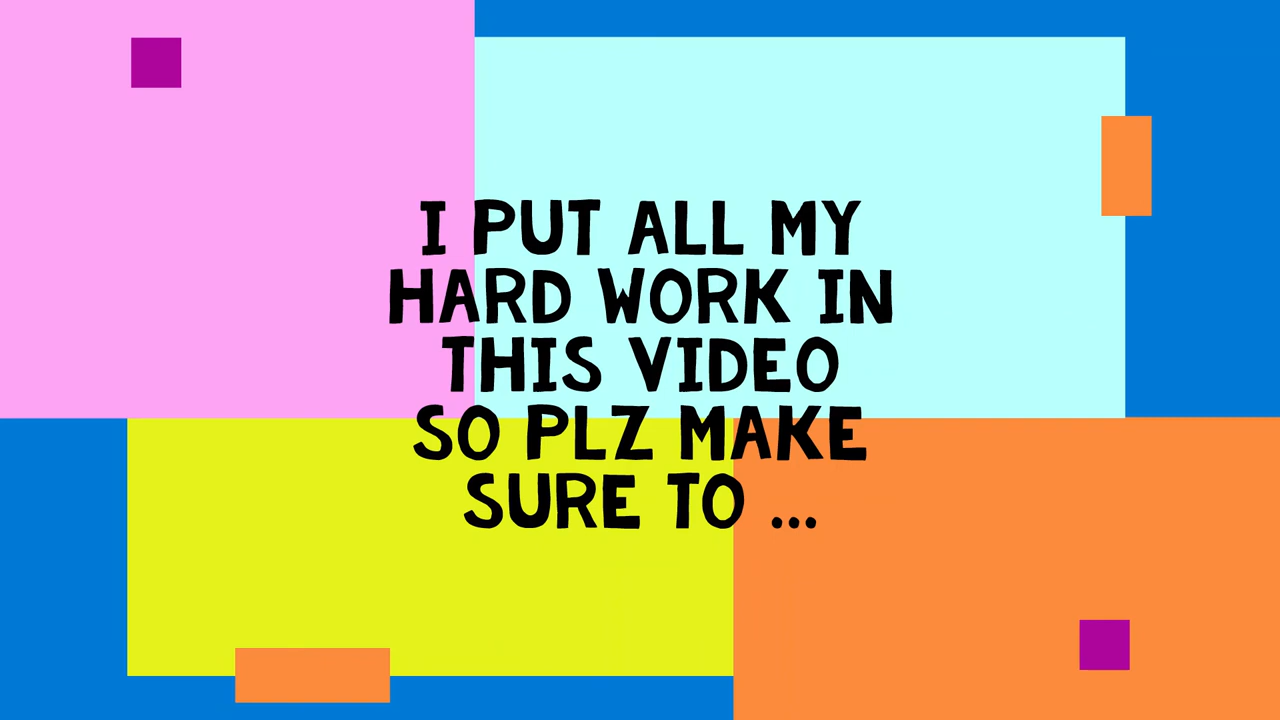 I PUT ALL MY
HARD WORK IN
THIS VIDEO
SO PLZ MAKE
SURE TO ...